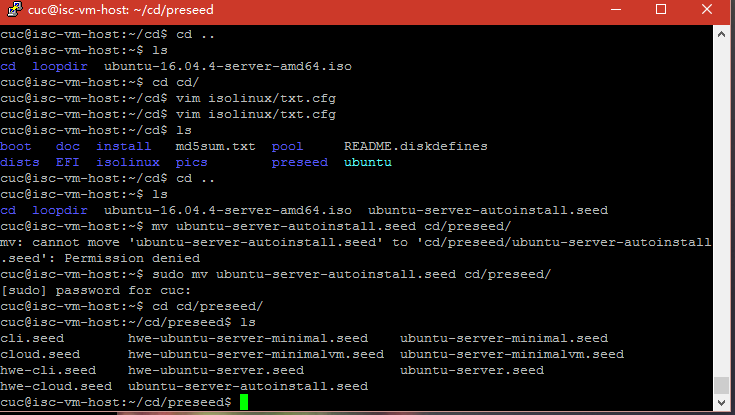 cuc@isc-vm-host: ~/cd/preseed
cuc@isc-vm-host:~/cd$ cd ..
cuc@isc-vm-host:~$ ls
cd  loopdir  ubuntu-16.04.4-server-amd64.iso
cuc@isc-vm-host:~$ cd cd/
cuc@isc-vm-host:~/cd$ vim isolinux/txt.cfg
cuc@isc-vm-host:~/cd$ vim isolinux/txt.cfg
cuc@isc-vm-host:~/cd$ ls
boot   doc  install   md5sum.txt  pool     README.diskdefines
dists  EFI  isolinux  pics        preseed  ubuntu
cuc@isc-vm-host:~/cd$ cd ..
cuc@isc-vm-host:~$ ls
cd  loopdir  ubuntu-16.04.4-server-amd64.iso  ubuntu-server-autoinstall.seed
cuc@isc-vm-host:~$ mv ubuntu-server-autoinstall.seed cd/preseed/
mv: cannot move 'ubuntu-server-autoinstall.seed' to 'cd/preseed/ubuntu-server-autoinstall
.seed': Permission denied
cuc@isc-vm-host:~$ sudo mv ubuntu-server-autoinstall.seed cd/preseed/
[sudo] password for cuc:
cuc@isc-vm-host:~$ cd cd/preseed/
cuc@isc-vm-host:~/cd/preseed$ ls
cli.seed        hwe-ubuntu-server-minimal.seed    ubuntu-server-minimal.seed
cloud.seed      hwe-ubuntu-server-minimalvm.seed  ubuntu-server-minimalvm.seed
hwe-cli.seed    hwe-ubuntu-server.seed            ubuntu-server.seed
hwe-cloud.seed  ubuntu-server-autoinstall.seed
cuc@isc-vm-host:~/cd/preseed$